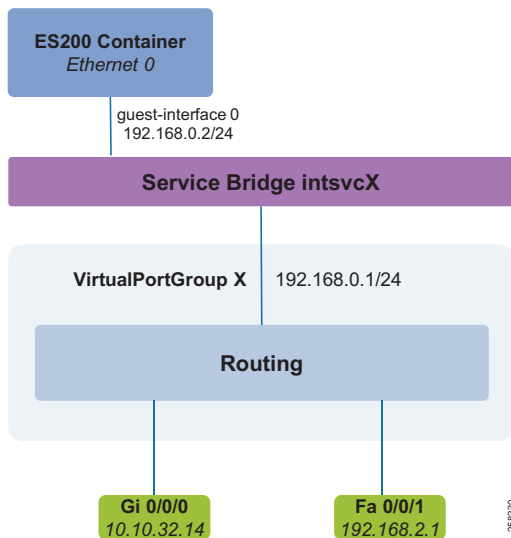 ES200 Container
Ethernet 0
guest-interface 0
192.168.0.2/24
Service Bridge intsvcX
VirtualPortGroup X 192.168.0.1/24
Routing
Gi 0/0/0
10.10.32.14
Fa 0/0/1
192.168.2.1